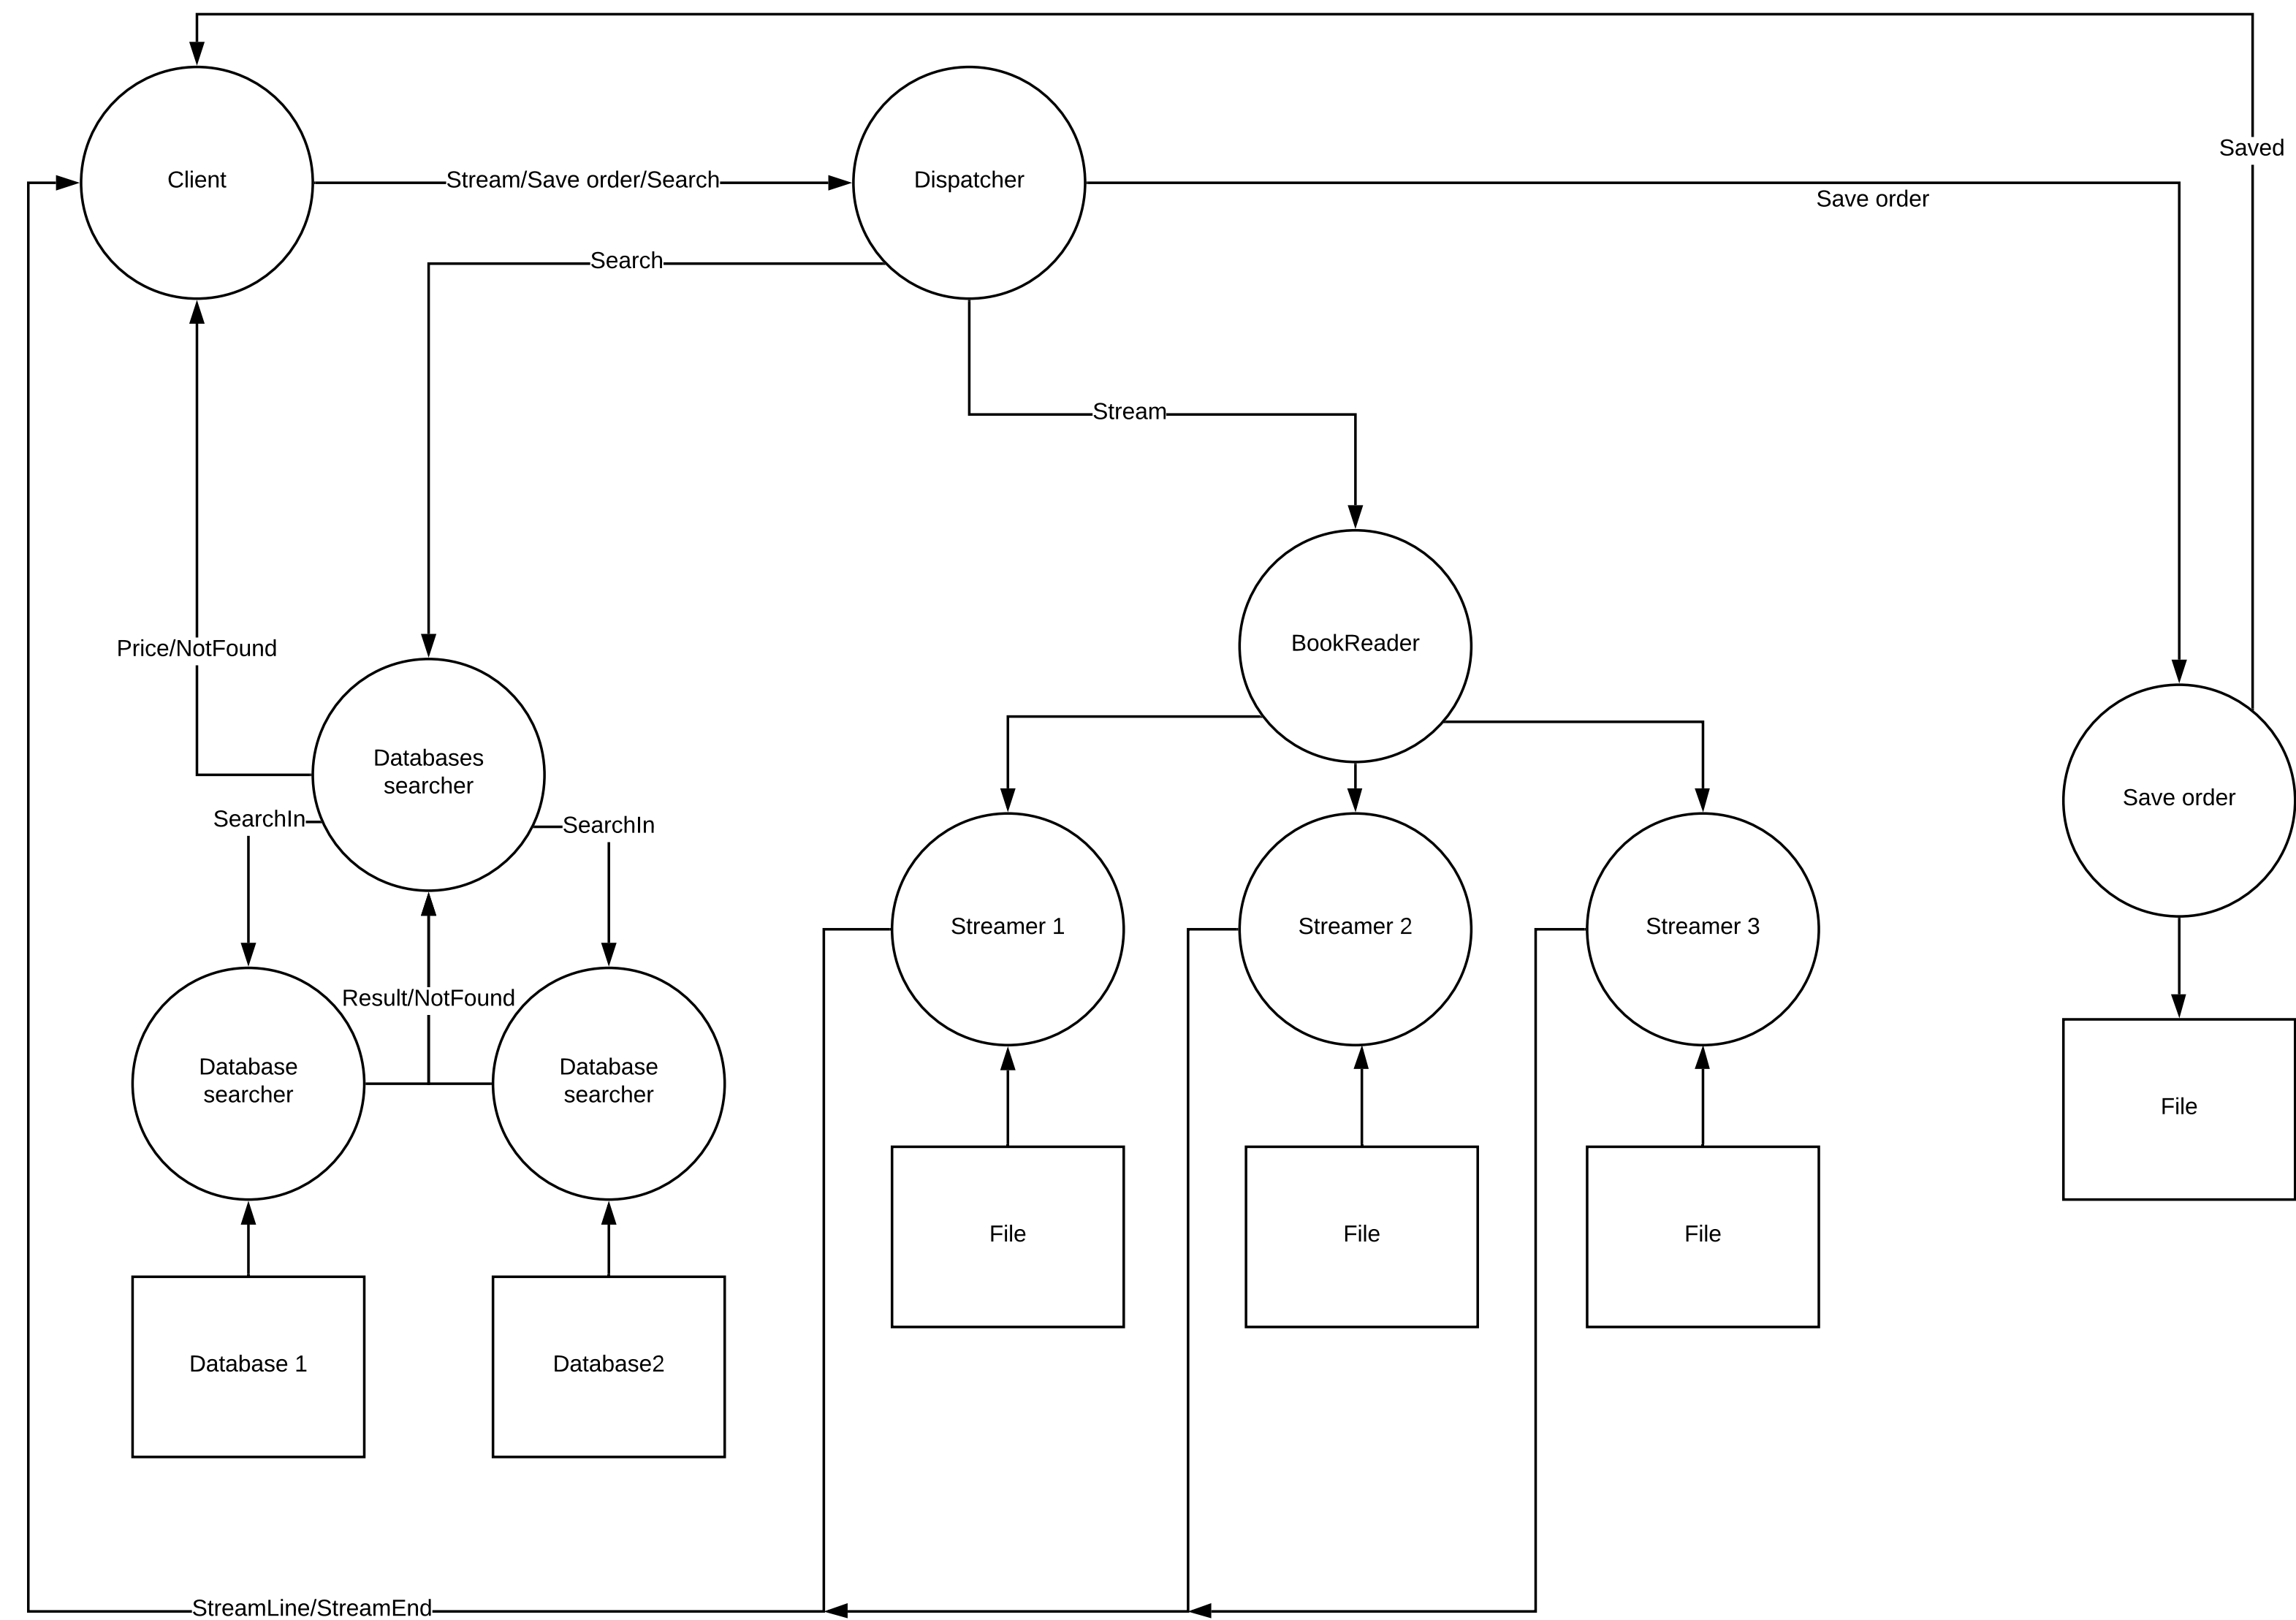 Saved
Client
Stream/Save order/Search
Dispatcher
Save order
Search
Stream
Price/NotFound
BookReader
Databases
searcher
Save order
SearchIn
SearchIn
Streamer 1
Streamer 2
Streamer 3
Result/NotFound
Database
searcher
Database
searcher
File
File
File
File
Database 1
Database2
StreamLine/StreamEnd